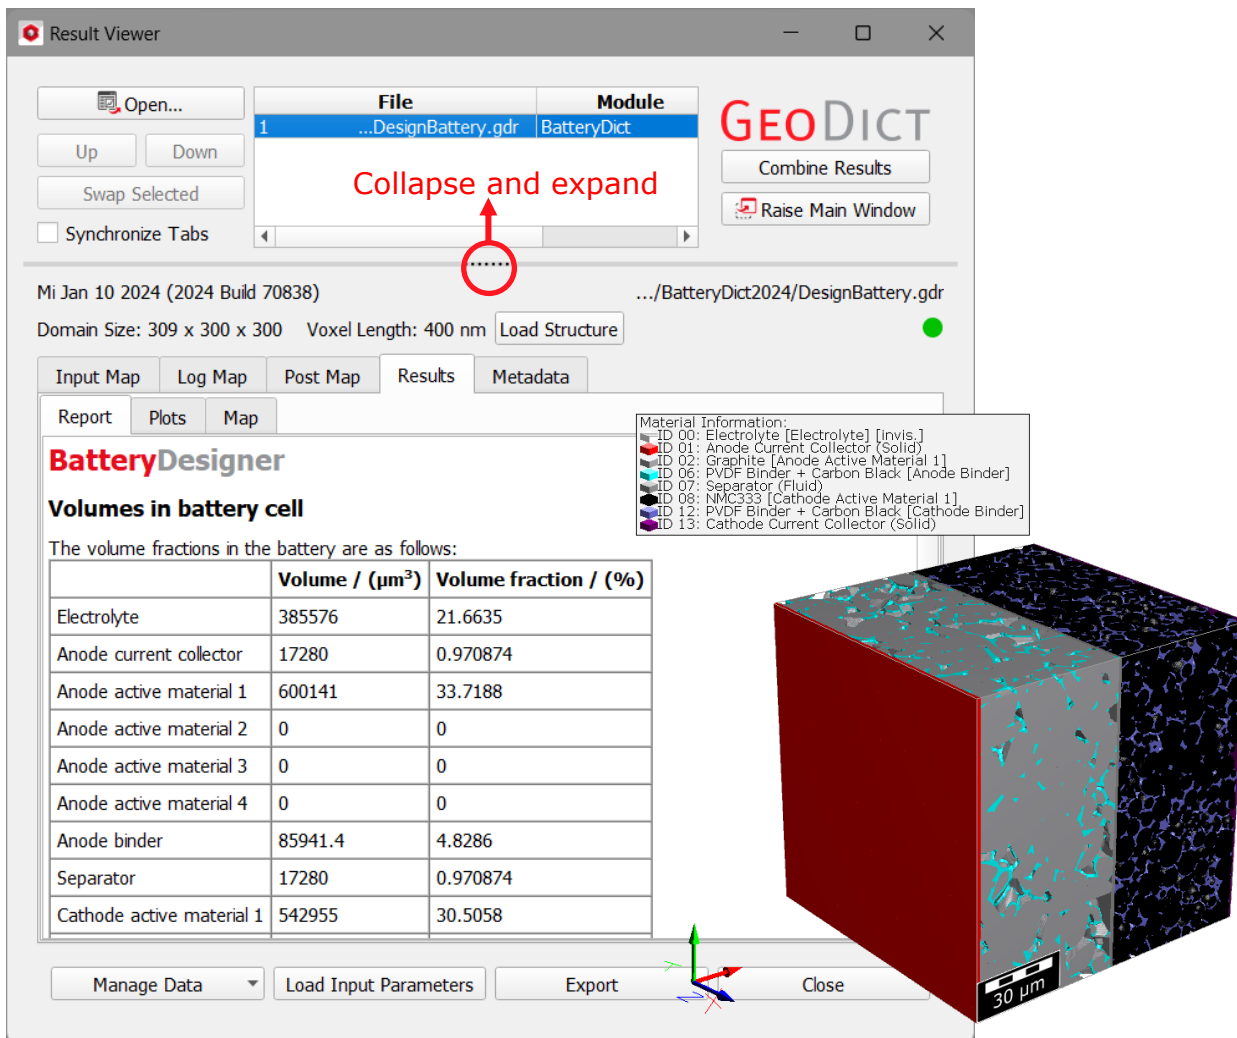 Result Viewer
Open...
Up Down
Swap Selected
Synchronize Tabs
File Module
1 ...DesignBattery.gdr BatteryDict
Collapse and expand
GEODICT
Combine Results
Raise Main Window
Mi Jan 10 2024 (2024 Build 70838) .../BatteryDict2024/DesignBattery.gdr
Domain Size: 309 x 300 x 300 Voxel Length: 400 nm Load Structure
Input Map Log Map Post Map Results Metadata
Report Plots Map
BatteryDesigner
Volumes in battery cell
The volume fractions in the battery are as follows:
Volume / (µm³) Volume fraction / (%)
Electrolyte 385576 21.6635
Anode current collector 17280 0.970874
Anode active material 1 600141 33.7188
Anode active material 2 0 0
Anode active material 3 0 0
Anode active material 4 0 0
Anode binder 85941.4 4.8286
Separator 17280 0.970874
Cathode active material 1 542955 30.5058
Material Information:
ID 00: Electrolyte [Electrolyte] [invis.]
ID 01: Anode Current Collector (Solid)
ID 02: Graphite [Anode Active Material 1]
ID 06: PVDF Binder + Carbon Black [Anode Binder]
ID 07: Separator (Fluid)
ID 08: NMC333 [Cathode Active Material 1]
ID 12: PVDF Binder + Carbon Black [Cathode Binder]
ID 13: Cathode Current Collector (Solid)
Y
Z
X
30 µm
Manage Data Load Input Parameters Export Close